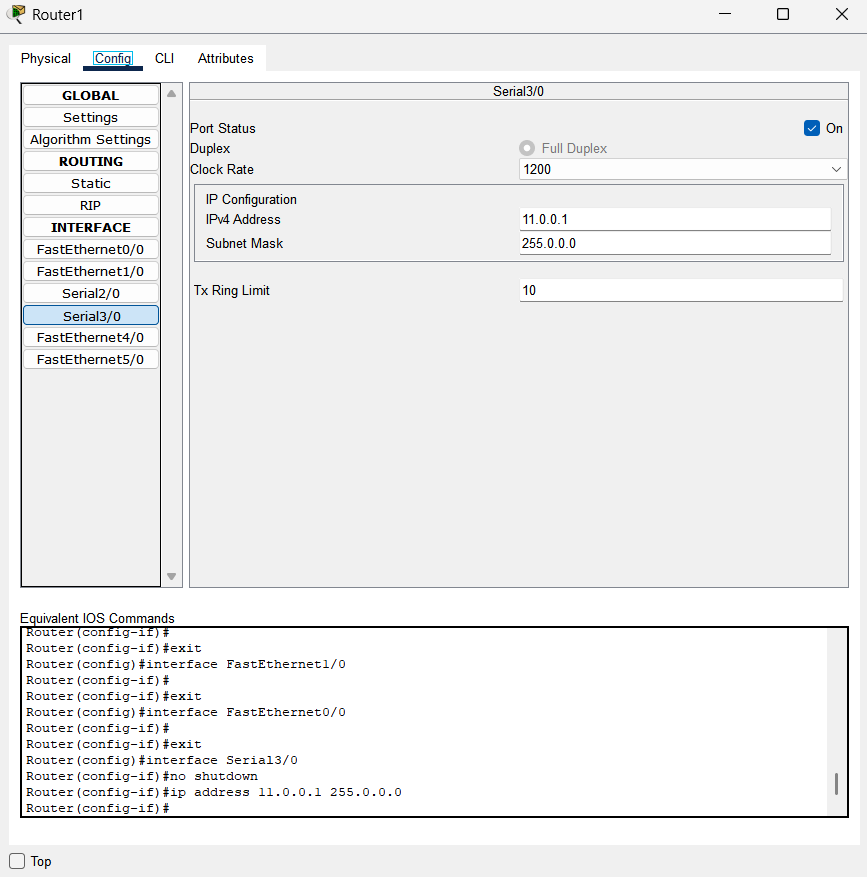 Router1
Physical Config CLI Attributes
GLOBAL
Settings
Algorithm Settings
ROUTING
Static
RIP
INTERFACE
FastEthernet0/0
FastEthernet1/0
Serial2/0
Serial3/0
FastEthernet4/0
FastEthernet5/0
Serial3/0
Port Status On
Duplex Full Duplex
Clock Rate 1200
IP Configuration
IPv4 Address 11.0.0.1
Subnet Mask 255.0.0.0
Tx Ring Limit 10
Equivalent IOS Commands
Router(config-if)#
Router(config-if)#exit
Router(config)#interface FastEthernet1/0
Router(config-if)#
Router(config-if)#exit
Router(config)#interface FastEthernet0/0
Router(config-if)#
Router(config-if)#exit
Router(config)#interface Serial3/0
Router(config-if)#no shutdown
Router(config-if)#ip address 11.0.0.1 255.0.0.0
Router(config-if)#
Top